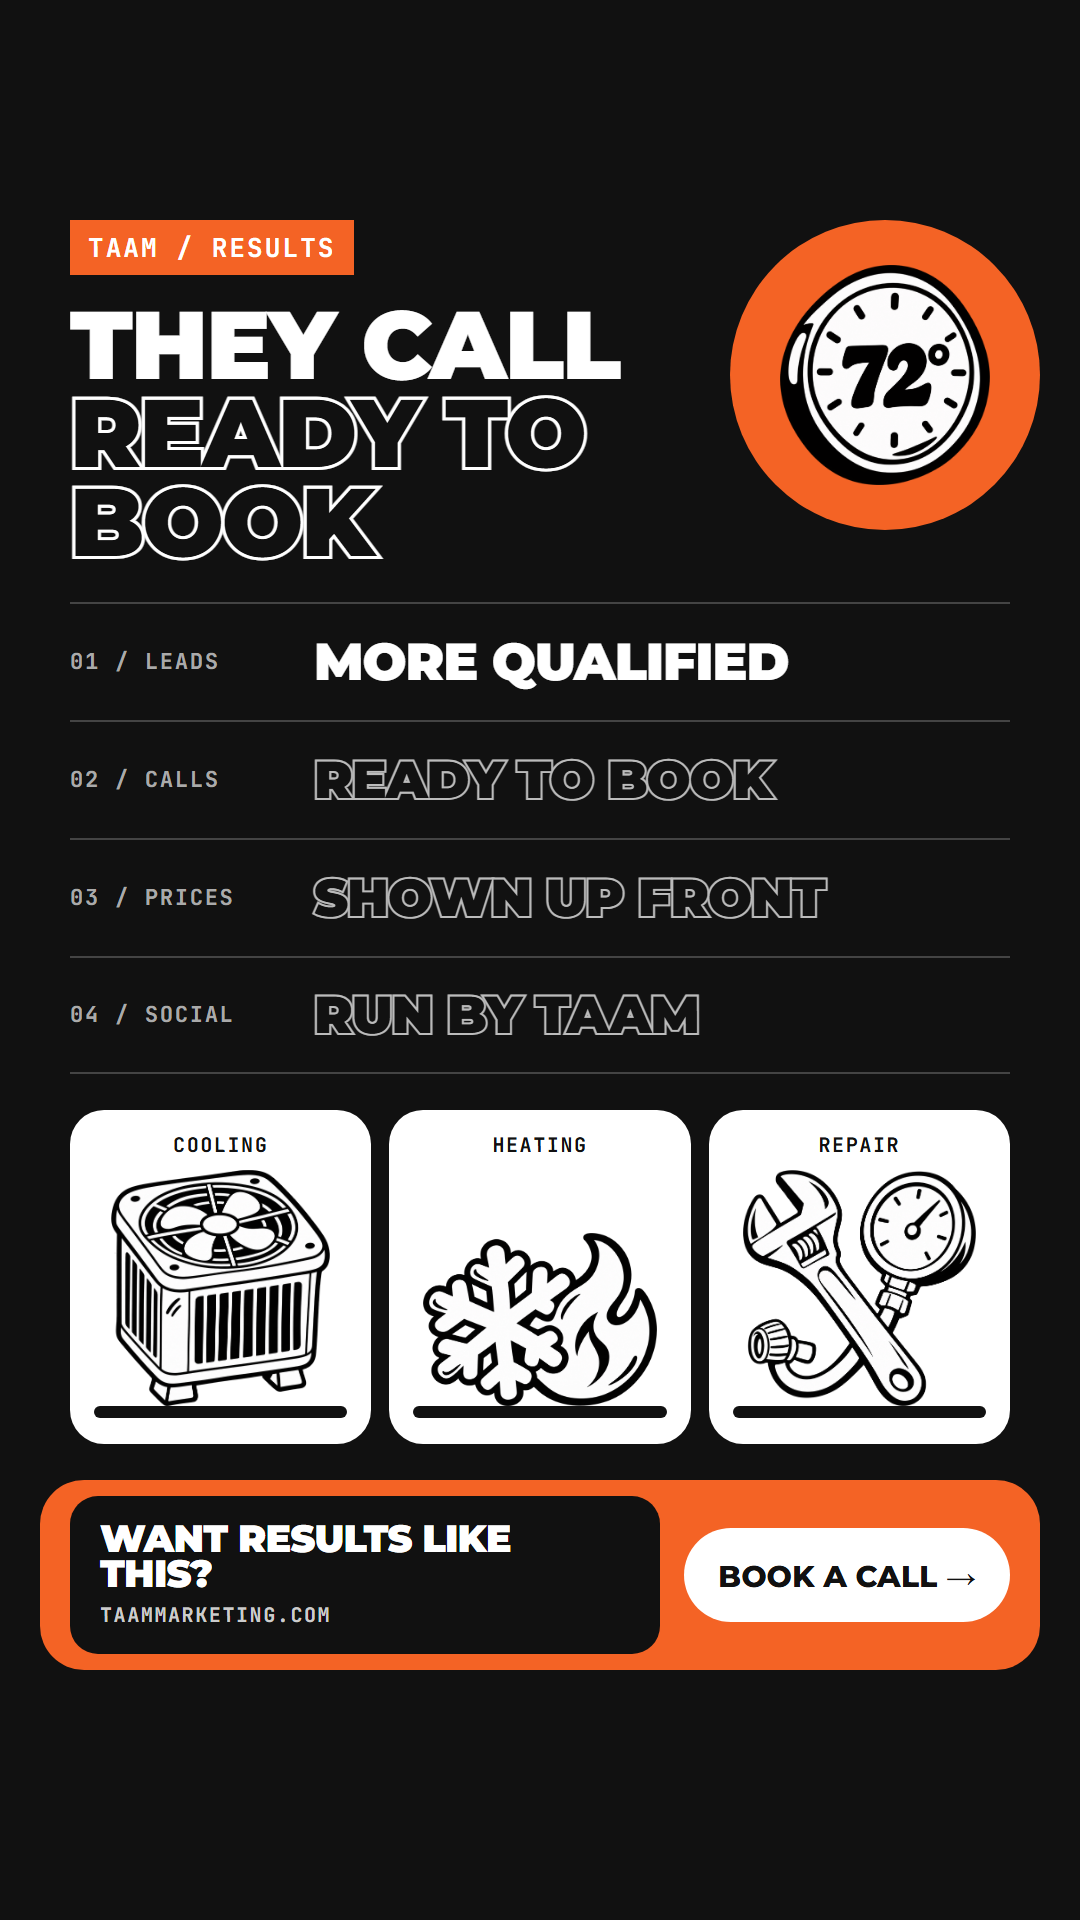 TAAM / RESULTS
THEY CALL
READY TO
BOOK
72°
01 / LEADS MORE QUALIFIED
02 / CALLS READY TO BOOK
03 / PRICES SHOWN UP FRONT
04 / SOCIAL RUN BY TAAM
COOLING
HEATING
REPAIR
WANT RESULTS LIKE
THIS?
TAAMMARKETING.COM
BOOK A CALL →